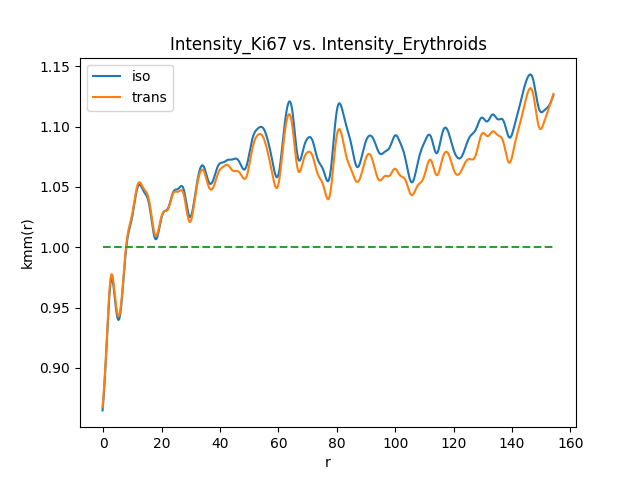 Intensity_Ki67 vs. Intensity_Erythroids
iso
trans
1.15
1.10
1.05
1.00
0.95
0.90
kmm(r)
0 20 40 60 80 100 120 140 160
r